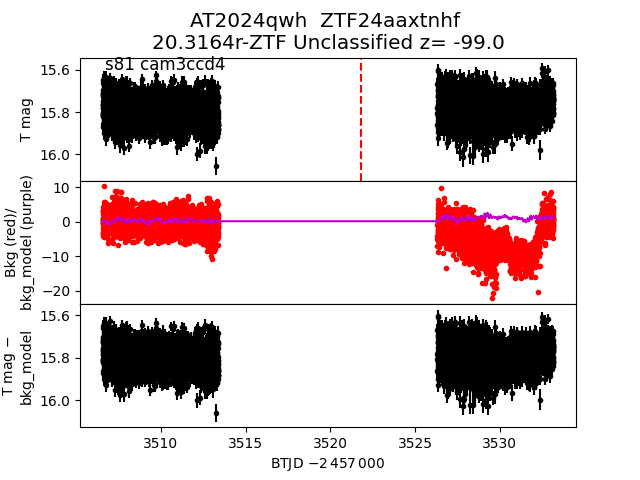 AT2024qwh  ZTF24aaxtnhf
20.3164r-ZTF Unclassified z= -99.0
s81 cam3ccd4
15.6
15.8
16.0
T mag
10
0
−10
−20
Bkg (red)/
bkg_model (purple)
15.6
15.8
16.0
T mag −
bkg_model
3510 3515 3520 3525 3530
BTJD −2 457 000